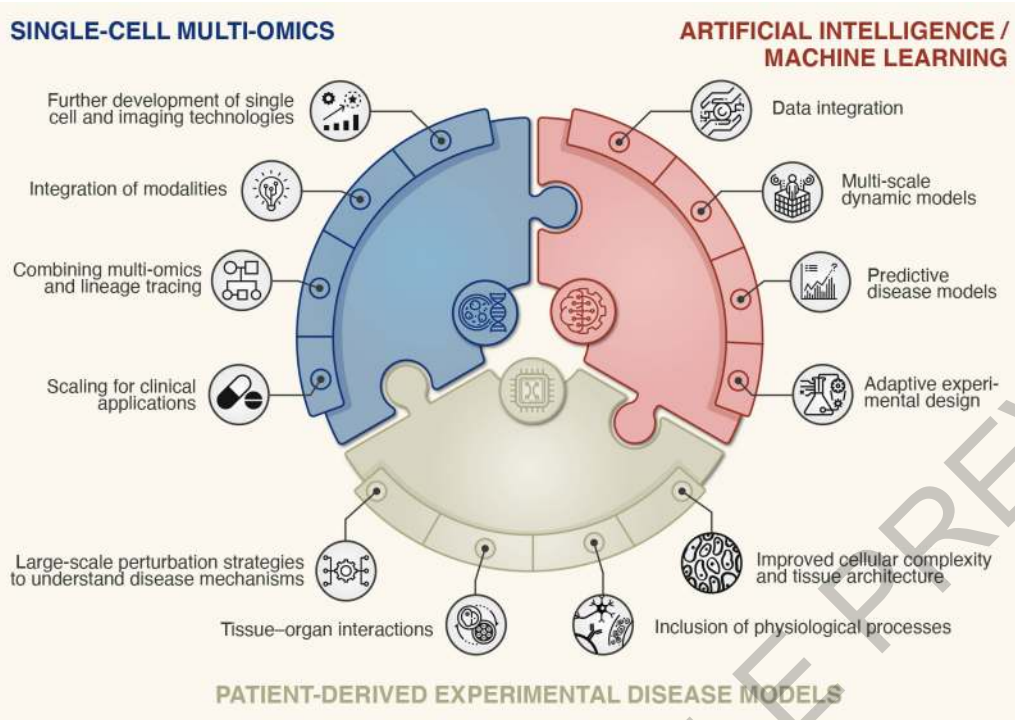 SINGLE-CELL MULTI-OMICS
ARTIFICIAL INTELLIGENCE /
MACHINE LEARNING
Further development of single
cell and imaging technologies
Integration of modalities
Combining multi-omics
and lineage tracing
Scaling for clinical
applications
Data integration
Multi-scale
dynamic models
Predictive
disease models
Adaptive experi-
mental design
Large-scale perturbation strategies
to understand disease mechanisms
Tissue–organ interactions
Improved cellular complexity
and tissue architecture
Inclusion of physiological processes
PATIENT-DERIVED EXPERIMENTAL DISEASE MODELS